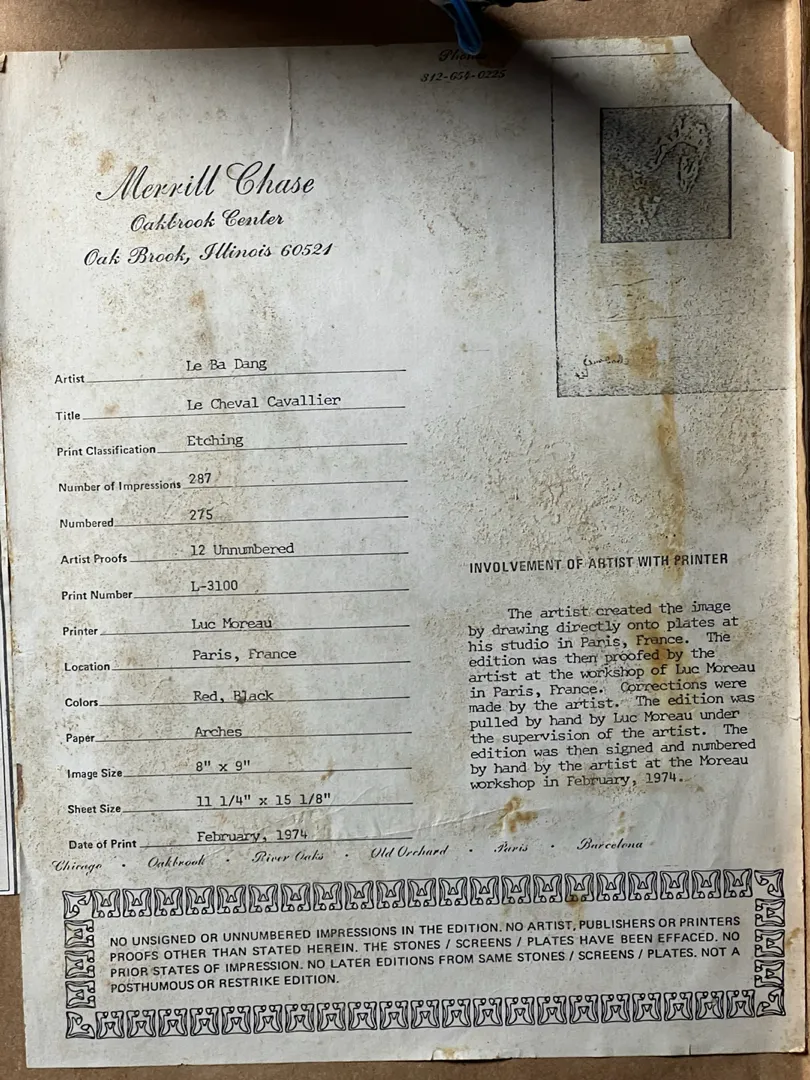 Phone
312-654-0225
Merrill Chase
Oakbrook Center
Oak Brook, Illinois 60521
Artist Le Ba Dang
Title Le Cheval Cavallier
Print Classification Etching
Number of Impressions 287
Numbered 275
Artist Proofs 12 Unnumbered
Print Number L-3100
Printer Luc Moreau
Location Paris, France
Colors Red, Black
Paper Arches
Image Size 8" x 9"
Sheet Size 11 1/4" x 15 1/8"
Date of Print February, 1974
INVOLVEMENT OF ARTIST WITH PRINTER
The artist created the image
by drawing directly onto plates at
his studio in Paris, France. The
edition was then proofed by the
artist at the workshop of Luc Moreau
in Paris, France. Corrections were
made by the artist. The edition was
pulled by hand by Luc Moreau under
the supervision of the artist. The
edition was then signed and numbered
by hand by the artist at the Moreau
workshop in February, 1974.
Chicago · Oakbrook · River Oaks · Old Orchard · Paris · Barcelona
NO UNSIGNED OR UNNUMBERED IMPRESSIONS IN THE EDITION. NO ARTIST, PUBLISHERS OR PRINTERS
PROOFS OTHER THAN STATED HEREIN. THE STONES / SCREENS / PLATES HAVE BEEN EFFACED. NO
PRIOR STATES OF IMPRESSION. NO LATER EDITIONS FROM SAME STONES / SCREENS / PLATES. NOT A
POSTHUMOUS OR RESTRIKE EDITION.